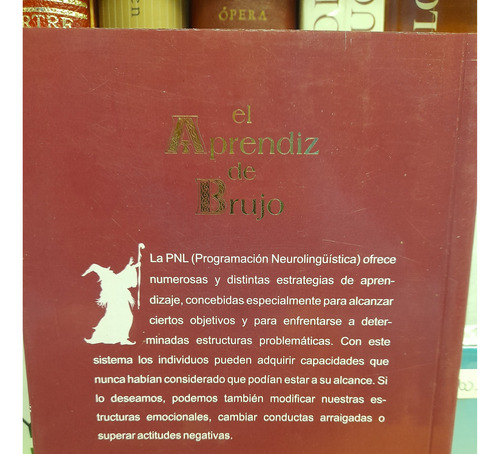 ÓPERA
el
Aprendiz
de
Brujo
La PNL (Programación Neurolingüística) ofrece
numerosas y distintas estrategias de apren-
dizaje, concebidas especialmente para alcanzar
ciertos objetivos y para enfrentarse a deter-
minadas estructuras problemáticas. Con este
sistema los individuos pueden adquirir capacidades que
nunca habían considerado que podían estar a su alcance. Si
lo deseamos, podemos también modificar nuestras es-
tructuras emocionales, cambiar conductas arraigadas o
superar actitudes negativas.